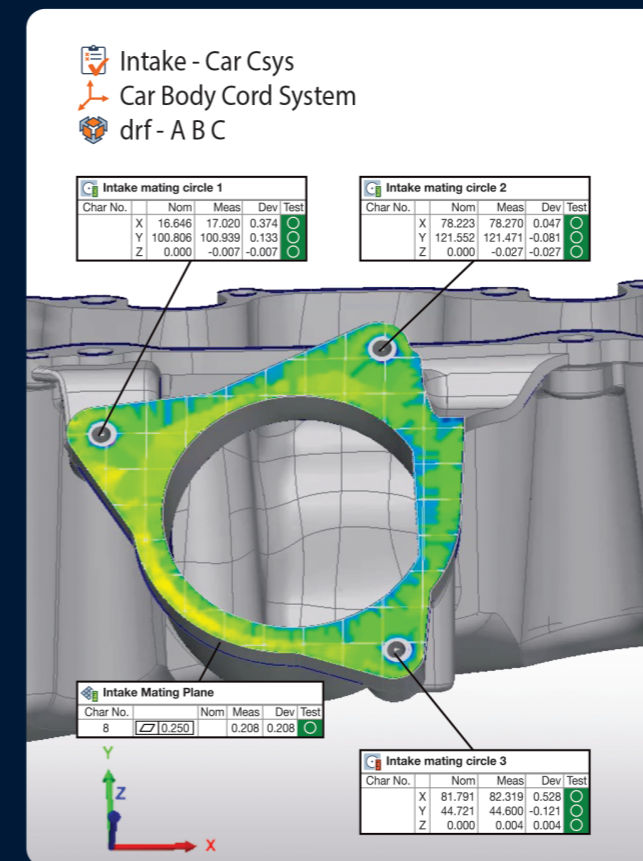 Intake - Car Csys
Car Body Cord System
drf - A B C
Intake mating circle 1
Char No. Nom Meas Dev Test
X 16.646 17.020 0.374
Y 100.806 100.939 0.133
Z 0.000 -0.007 -0.007
Intake mating circle 2
Char No. Nom Meas Dev Test
X 78.223 78.270 0.047
Y 121.552 121.471 -0.081
Z 0.000 -0.027 -0.027
Intake Mating Plane
Char No. Nom Meas Dev Test
8 0.250 0.208 0.208
Intake mating circle 3
Char No. Nom Meas Dev Test
X 81.791 82.319 0.528
Y 44.721 44.600 -0.121
Z 0.000 0.004 0.004
Y
Z
X